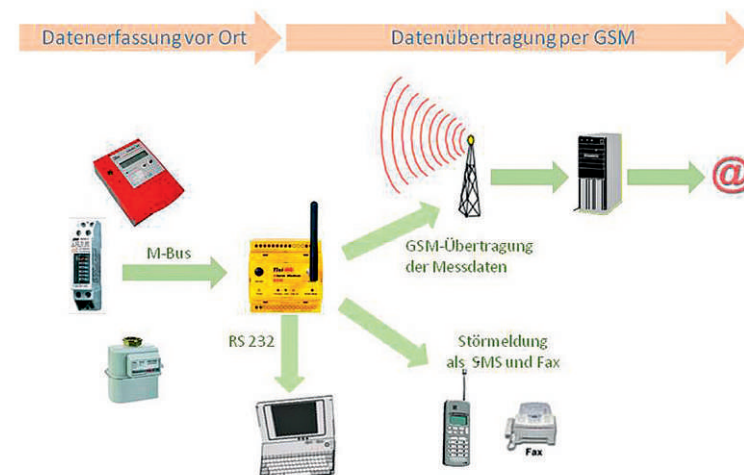 Datenerfassung vor Ort
Datenübertragung per GSM
@
M-Bus
GSM-Übertragung
der Messdaten
RS 232
Störmeldung
als SMS und Fax
Fax